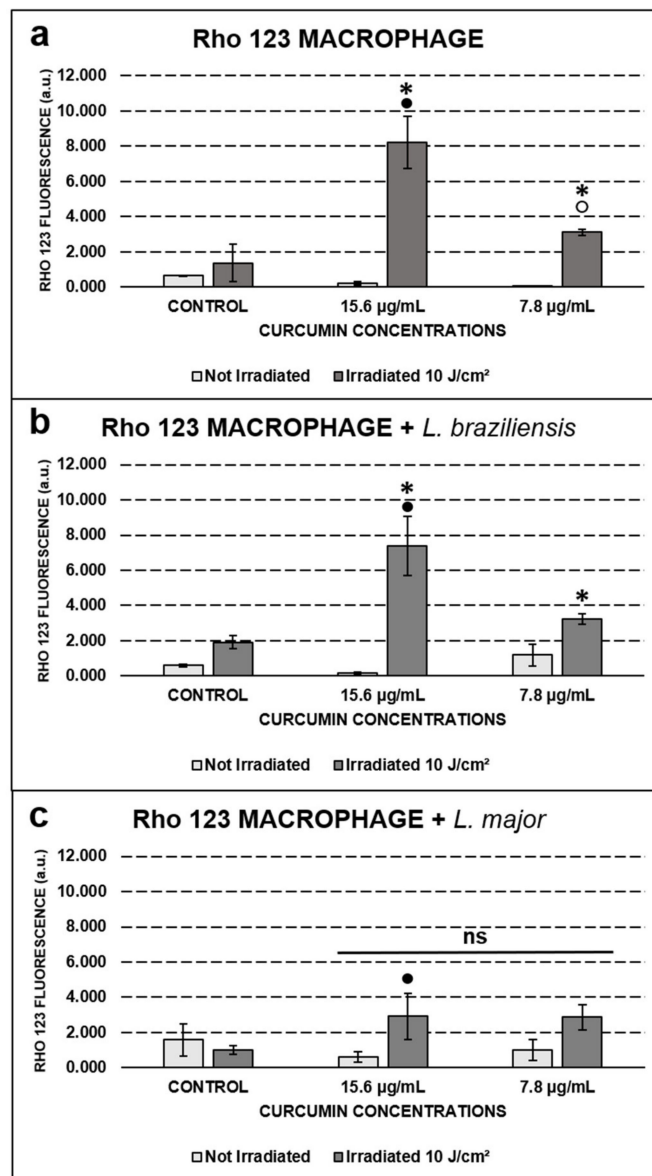 a
Rho 123 MACROPHAGE
RHO 123 FLUORESCENCE (a.u.)
12.000
10.000
8.000
6.000
4.000
2.000
0.000
*
●
*
○
CONTROL
15.6 µg/mL
7.8 µg/mL
CURCUMIN CONCENTRATIONS
Not Irradiated
Irradiated 10 J/cm²
b
Rho 123 MACROPHAGE + L. braziliensis
RHO 123 FLUORESCENCE (a.u.)
12.000
10.000
8.000
6.000
4.000
2.000
0.000
*
●
*
CONTROL
15.6 µg/mL
7.8 µg/mL
CURCUMIN CONCENTRATIONS
Not Irradiated
Irradiated 10 J/cm²
c
Rho 123 MACROPHAGE + L. major
RHO 123 FLUORESCENCE (a.u.)
12.000
10.000
8.000
6.000
4.000
2.000
0.000
ns
●
CONTROL
15.6 µg/mL
7.8 µg/mL
CURCUMIN CONCENTRATIONS
Not Irradiated
Irradiated 10 J/cm²